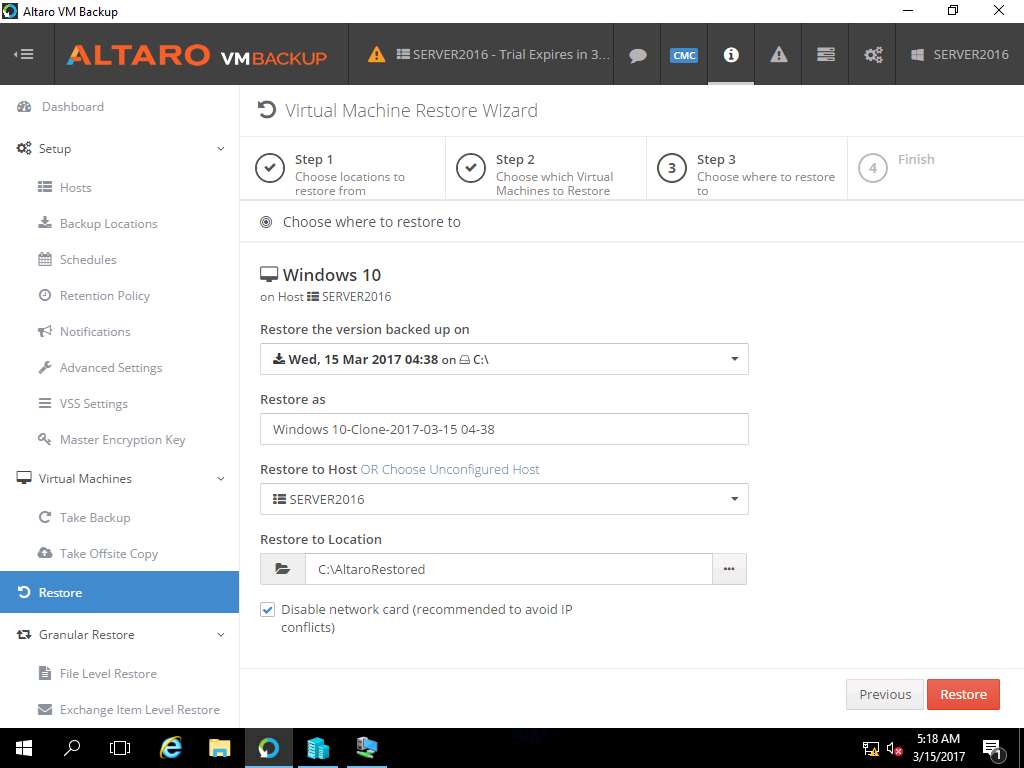 Altaro VM Backup
ALTARO VMBACKUP
SERVER2016 - Trial Expires in 3...
CMC
SERVER2016
Dashboard
Setup
Hosts
Backup Locations
Schedules
Retention Policy
Notifications
Advanced Settings
VSS Settings
Master Encryption Key
Virtual Machines
Take Backup
Take Offsite Copy
Restore
Granular Restore
File Level Restore
Exchange Item Level Restore
Virtual Machine Restore Wizard
Step 1
Choose locations to
restore from
Step 2
Choose which Virtual
Machines to Restore
3
Step 3
Choose where to restore
to
4
Finish
Choose where to restore to
Windows 10
on Host SERVER2016
Restore the version backed up on
Wed, 15 Mar 2017 04:38 on C:\
Restore as
Windows 10-Clone-2017-03-15 04-38
Restore to Host OR Choose Unconfigured Host
SERVER2016
Restore to Location
C:\AltaroRestored
...
Disable network card (recommended to avoid IP
conflicts)
Previous
Restore
5:18 AM
3/15/2017
1